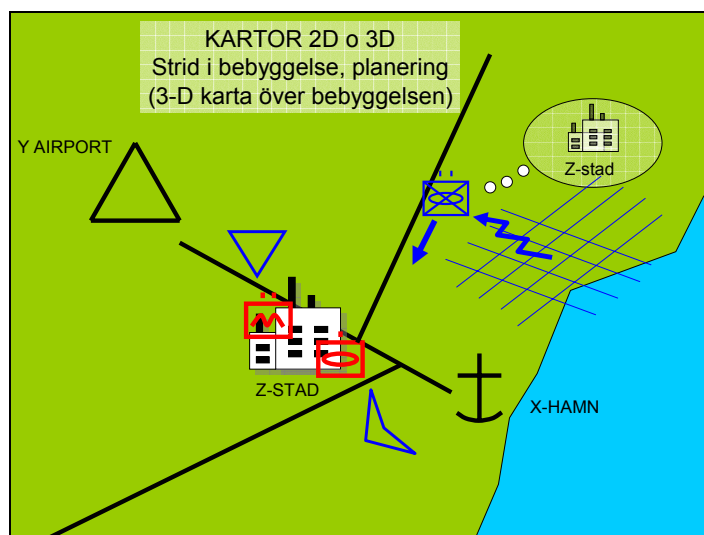 KARTOR 2D o 3D
Strid i bebyggelse, planering
(3-D karta över bebyggelsen)
Y AIRPORT
Z-stad
Z-STAD
X-HAMN